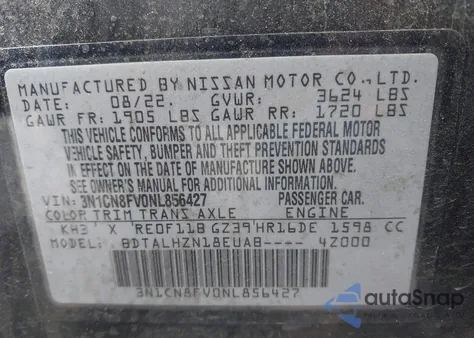 MANUFACTURED BY NISSAN MOTOR CO., LTD.
DATE: 08/22. GVWR: 3624 LBS
GAWR FR: 1905 LBS GAWR RR: 1720 LBS
THIS VEHICLE CONFORMS TO ALL APPLICABLE FEDERAL MOTOR
VEHICLE SAFETY, BUMPER AND THEFT PREVENTION STANDARDS
IN EFFECT ON THE DATE OF MANUFACTURE SHOWN ABOVE.
SEE OWNER'S MANUAL FOR ADDITIONAL INFORMATION.
VIN: 3N1CN8FV0NL856427 PASSENGER CAR.
COLOR TRIM TRANS AXLE ENGINE
KH3 X RE0F11B GZ39 HR16DE 1598 CC
MODEL: BDTALHZN18EUAB---- 4Z000
3N1CN8FV0NL856427
autoSnap